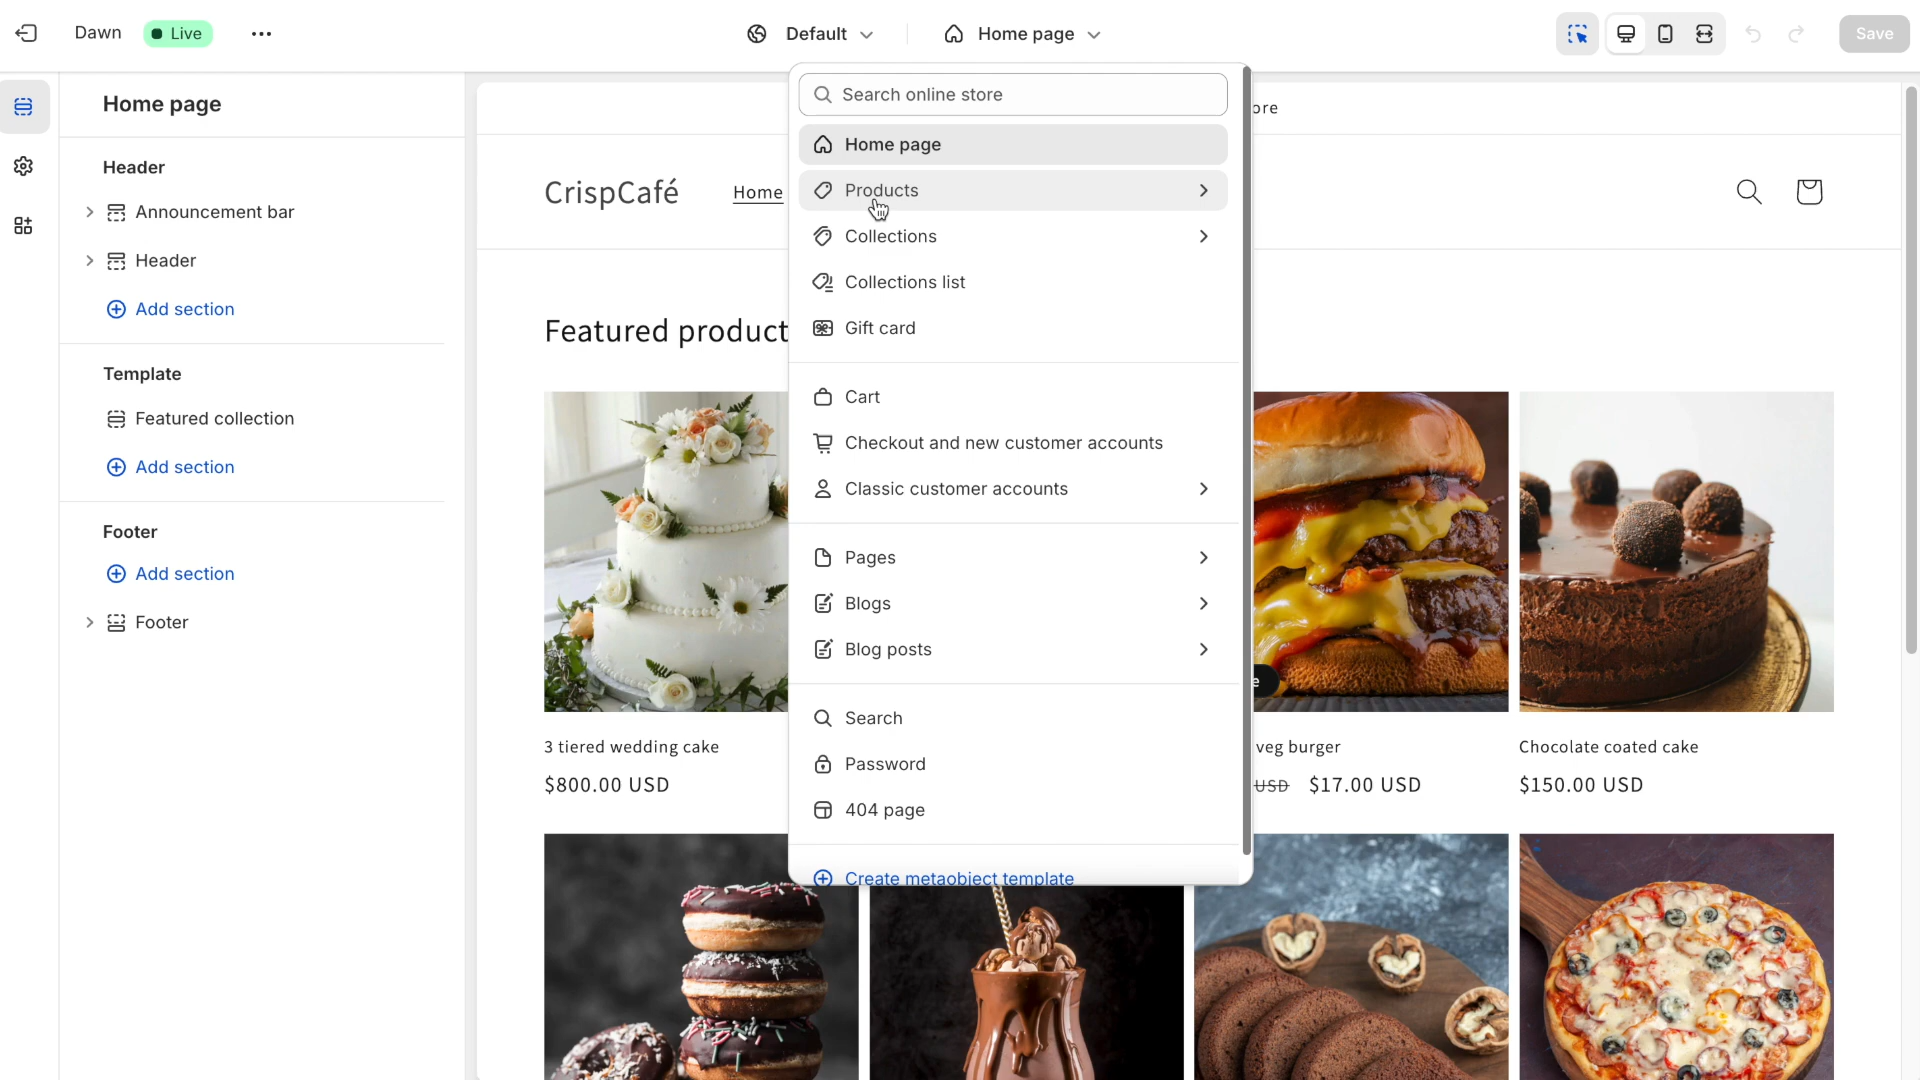 Dawn
Live
Default
Home page
Save
Home page
Header
Announcement bar
Header
Add section
Template
Featured collection
Add section
Footer
Add section
Footer
Search online store
Home page
Products
Collections
Collections list
Gift card
Cart
Checkout and new customer accounts
Classic customer accounts
Pages
Blogs
Blog posts
Search
Password
404 page
Create metaobject template
ore
CrispCafé
Home
Featured product
3 tiered wedding cake
$800.00 USD
e
veg burger
USD $17.00 USD
Chocolate coated cake
$150.00 USD